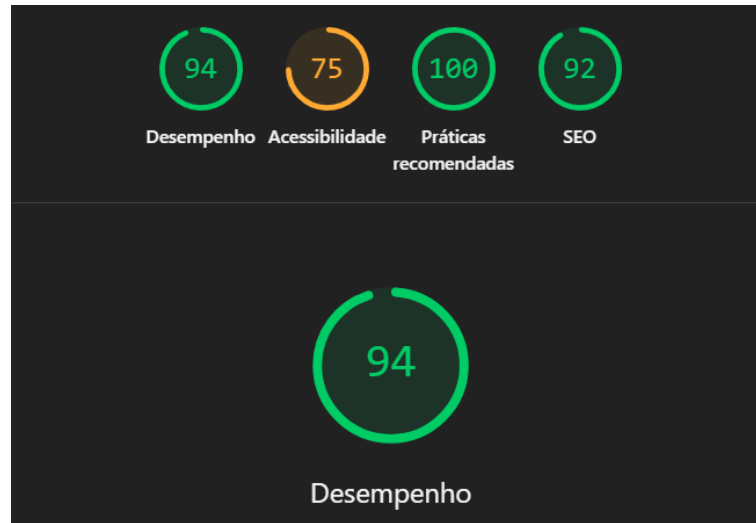 94 75 100 92
Desempenho Acessibilidade Práticas SEO
recomendadas
94
Desempenho